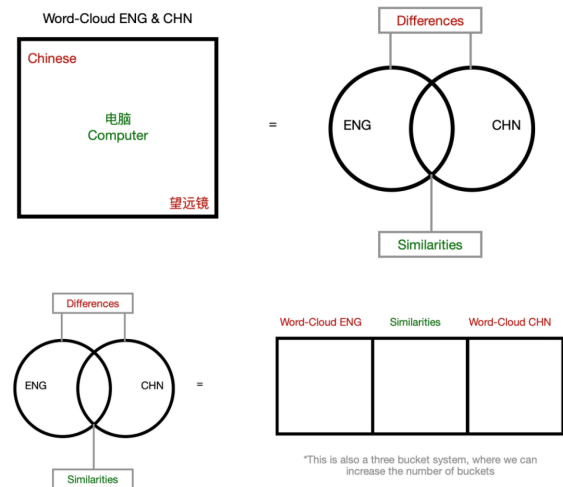 Word-Cloud ENG & CHN
Chinese
电脑
Computer
望远镜
=
Differences
ENG
CHN
Similarities
Differences
ENG
CHN
Similarities
=
Word-Cloud ENG
Similarities
Word-Cloud CHN
*This is also a three bucket system, where we can
increase the number of buckets